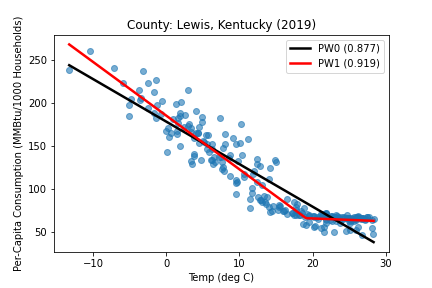 County: Lewis, Kentucky (2019)
PW0 (0.877)
PW1 (0.919)
Per-Capita Consumption (MMBtu/1000 Households)
250
200
150
100
50
−10
0
10
20
30
Temp (deg C)